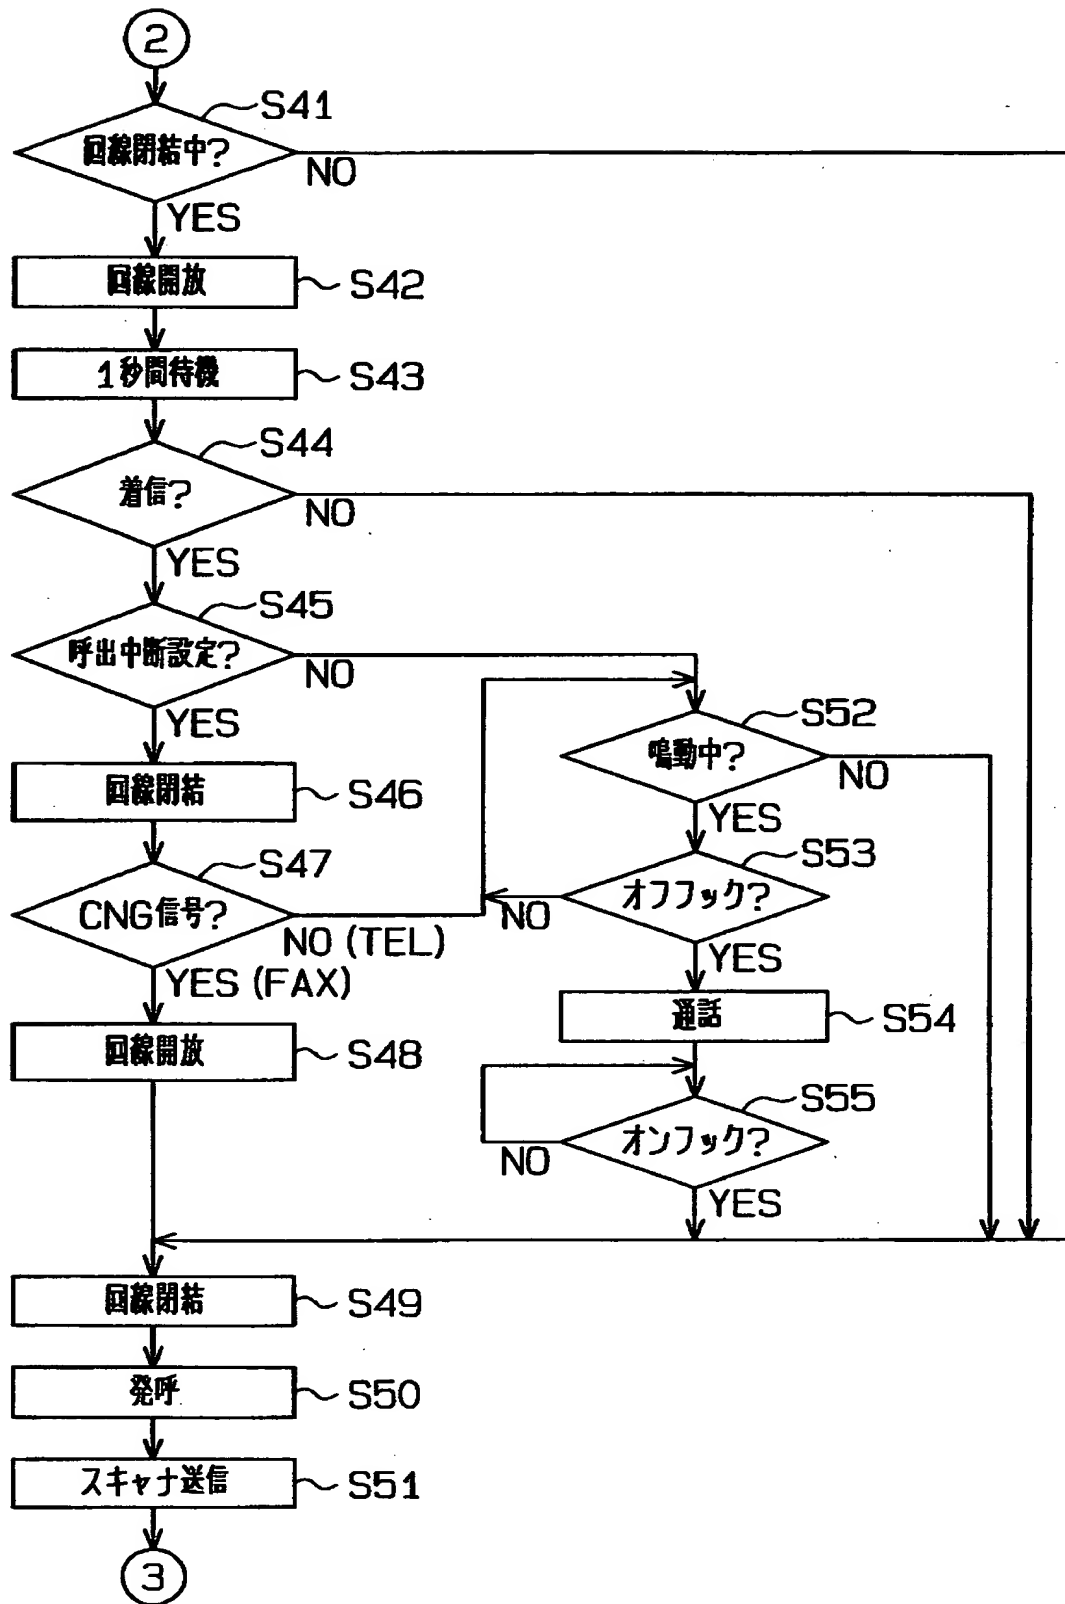 2
S41
回線閉結中?
NO
YES
回線開放
S42
1秒間待機
S43
S44
着信?
NO
YES
S45
呼出中断設定?
NO
YES
回線閉結
S46
S47
CNG信号?
NO (TEL)
YES (FAX)
回線開放
S48
S52
鳴動中?
NO
YES
S53
オフフック?
NO
YES
通話
S54
S55
オンフック?
NO
YES
回線閉結
S49
発呼
S50
スキャナ送信
S51
3